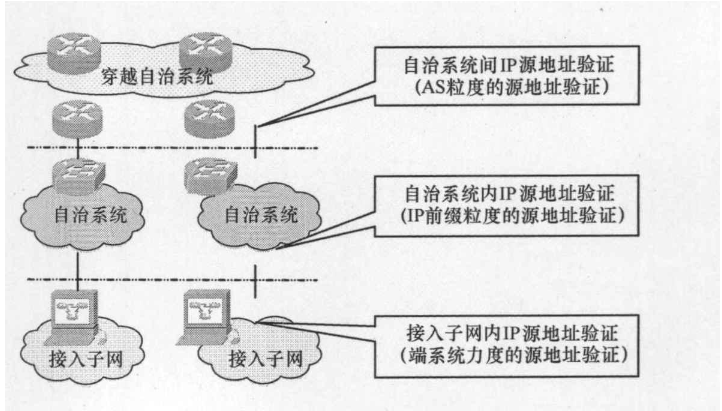 穿越自治系统
自治系统间IP源地址验证
(AS粒度的源地址验证)
自治系统
自治系统
自治系统内IP源地址验证
(IP前缀粒度的源地址验证)
接入子网
接入子网
接入子网内IP源地址验证
(端系统力度的源地址验证)